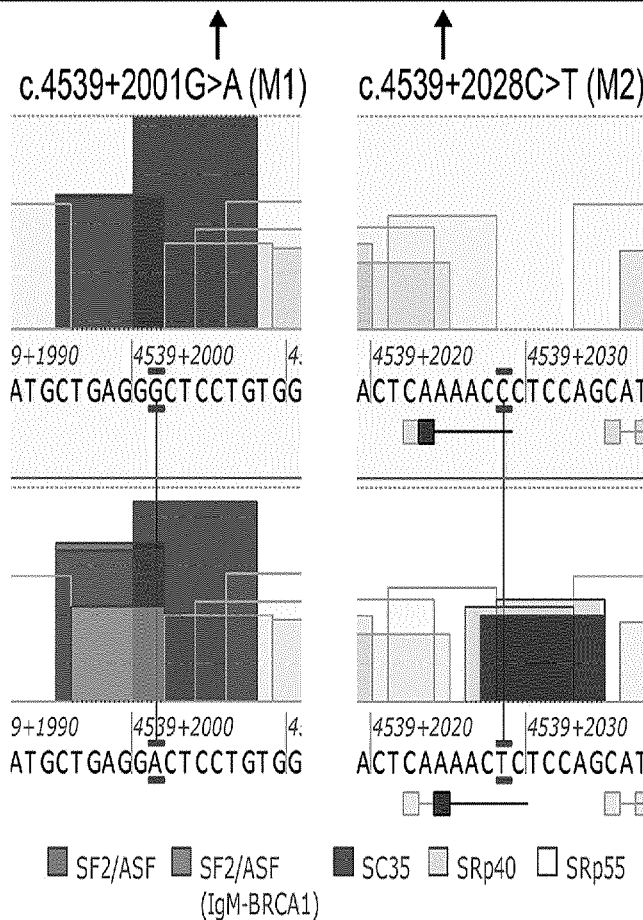 c.4539+2001G>A (M1) c.4539+2028C>T (M2)
9+1990 4539+2000 4539+2020 4539+2030
ATGCTGAGGGCTCCTGTGG ACTCAAAACCCTCCAGCAT
9+1990 4539+2000 4539+2020 4539+2030
ATGCTGAGGACTCCTGTGG ACTCAAAACTCTCCAGCAT
SF2/ASF SF2/ASF (IgM-BRCA1) SC35 SRp40 SRp55